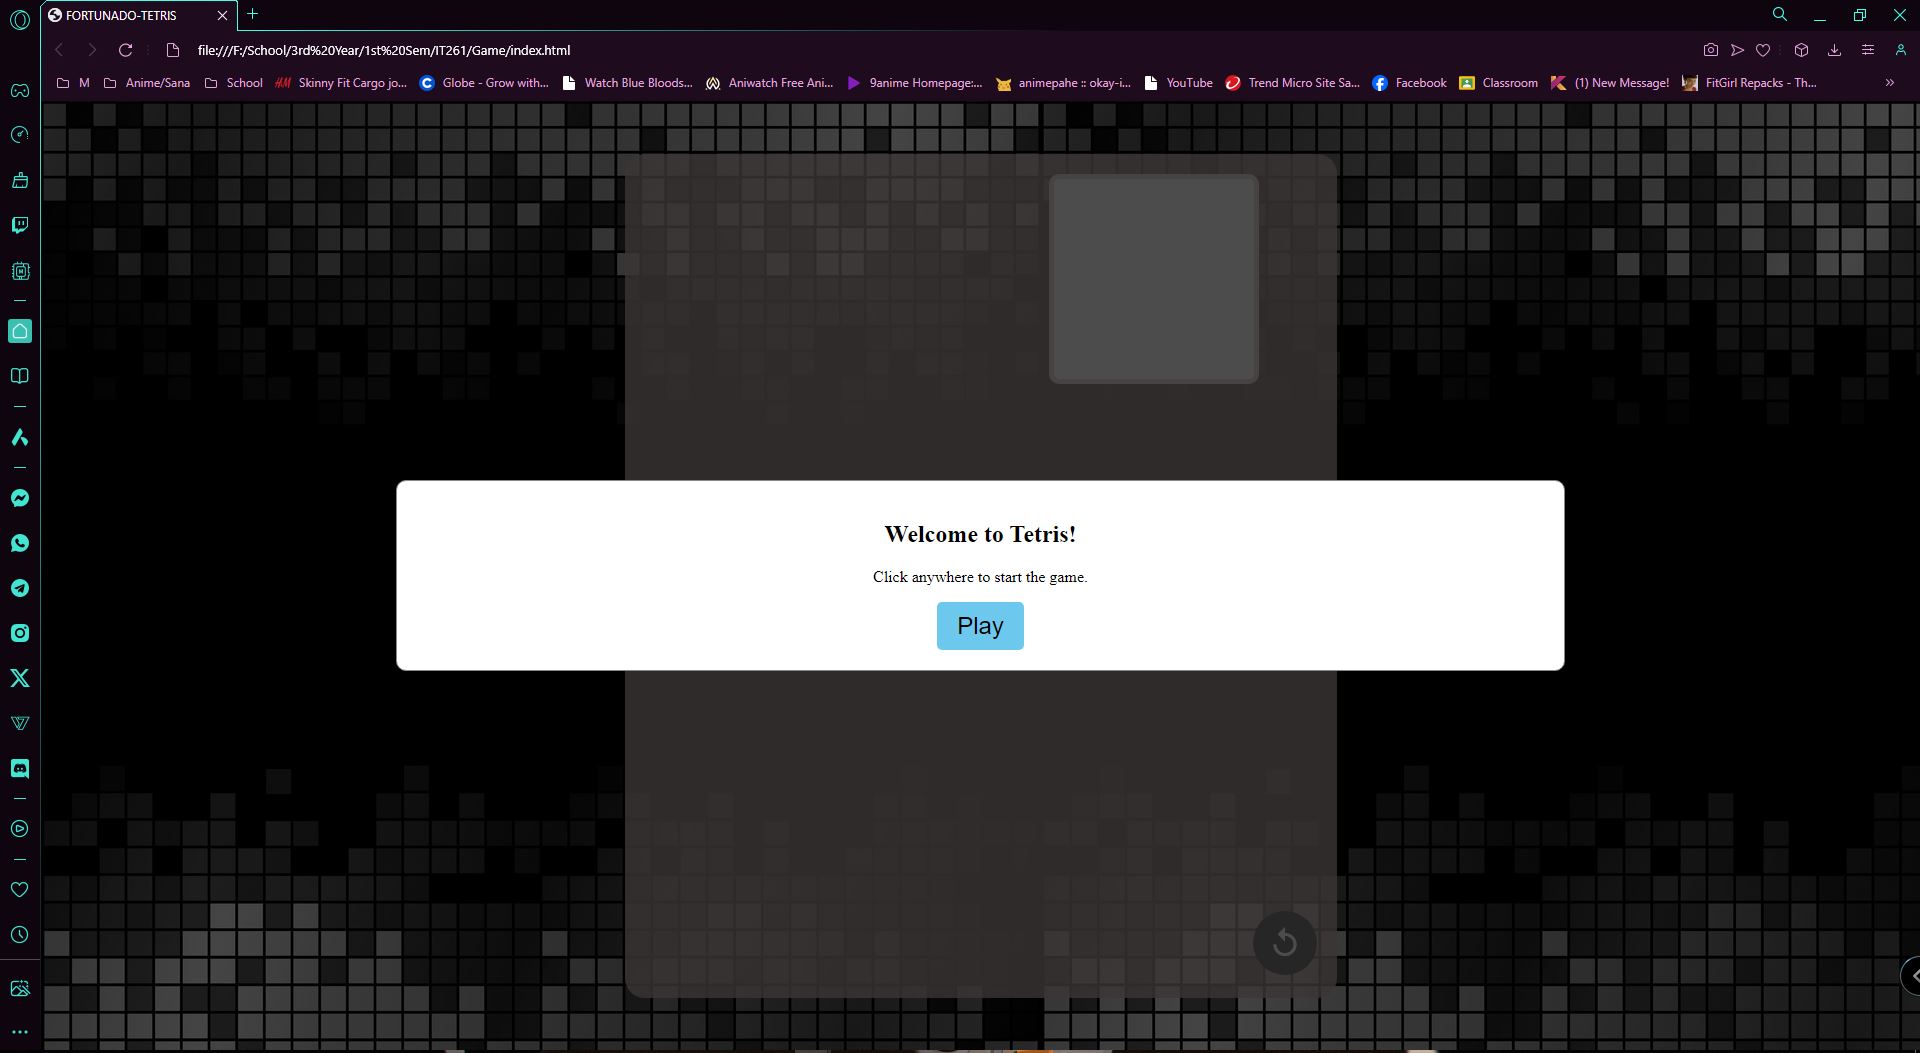 FORTUNADO-TETRIS
file:///F:/School/3rd%20Year/1st%20Sem/IT261/Game/index.html
M Anime/Sana School H&M Skinny Fit Cargo jo... Globe - Grow with... Watch Blue Bloods... Aniwatch Free Ani... 9anime Homepage:... animepahe :: okay-i... YouTube Trend Micro Site Sa... Facebook Classroom (1) New Message! FitGirl Repacks - Th...
Welcome to Tetris!
Click anywhere to start the game.
Play